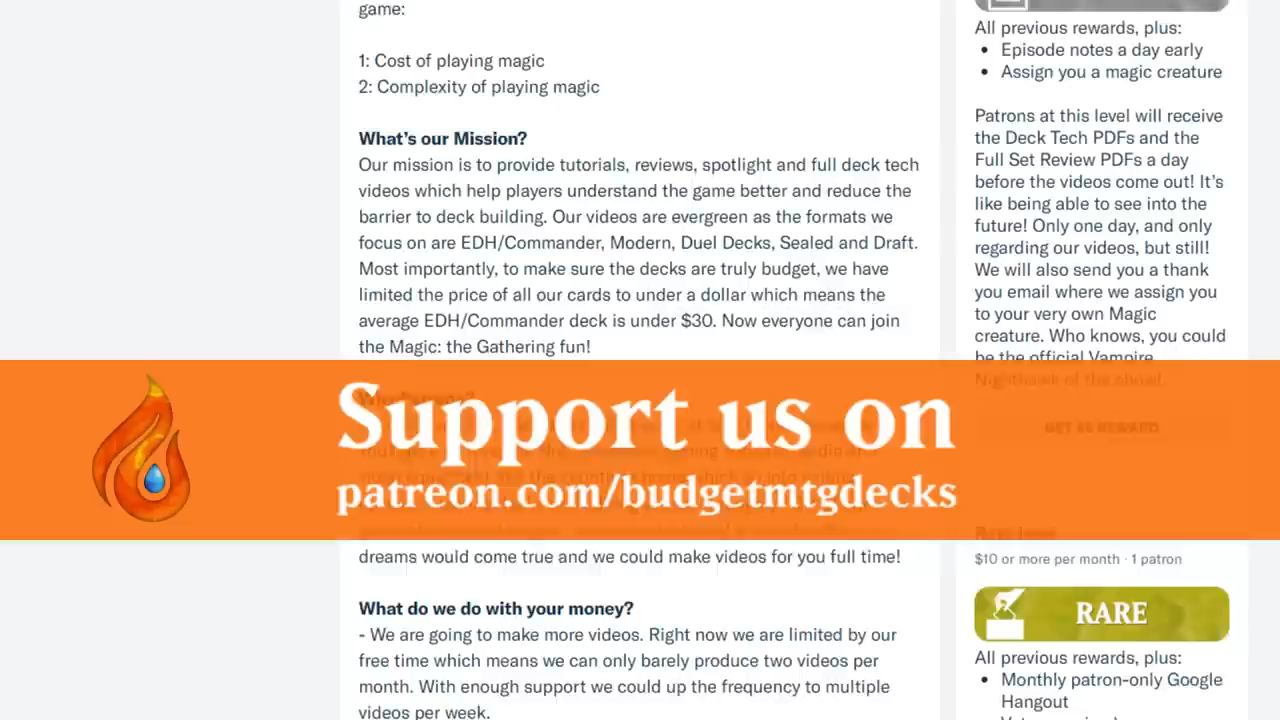 game:
1: Cost of playing magic
2: Complexity of playing magic
What's our Mission?
Our mission is to provide tutorials, reviews, spotlight and full deck tech
videos which help players understand the game better and reduce the
barrier to deck building. Our videos are evergreen as the formats we
focus on are EDH/Commander, Modern, Duel Decks, Sealed and Draft.
Most importantly, to make sure the decks are truly budget, we have
limited the price of all our cards to under a dollar which means the
average EDH/Commander deck is under $30. Now everyone can join
the Magic: the Gathering fun!
Support us on
patreon.com/budgetmtgdecks
dreams would come true and we could make videos for you full time!
What do we do with your money?
- We are going to make more videos. Right now we are limited by our
free time which means we can only barely produce two videos per
month. With enough support we could up the frequency to multiple
videos per week.
All previous rewards, plus:
• Episode notes a day early
• Assign you a magic creature
Patrons at this level will receive
the Deck Tech PDFs and the
Full Set Review PDFs a day
before the videos come out! It's
like being able to see into the
future! Only one day, and only
regarding our videos, but still!
We will also send you a thank
you email where we assign you
to your very own Magic
creature. Who knows, you could
be the official Vampire
Nighthawk of the show!
GET $5 REWARD
$10 or more per month · 1 patron
RARE
All previous rewards, plus:
• Monthly patron-only Google
Hangout